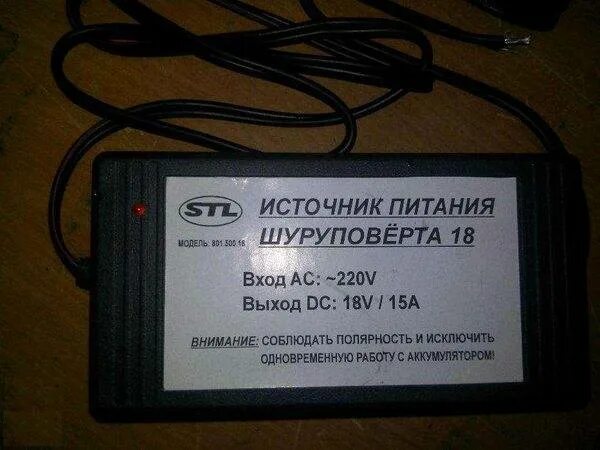 STL
МОДЕЛЬ: 801.500.18
ИСТОЧНИК ПИТАНИЯ
ШУРУПОВЁРТА 18
Вход AC: ~220V
Выход DC: 18V / 15A
ВНИМАНИЕ: СОБЛЮДАТЬ ПОЛЯРНОСТЬ И ИСКЛЮЧИТЬ
ОДНОВРЕМЕННУЮ РАБОТУ С АККУМУЛЯТОРОМ!